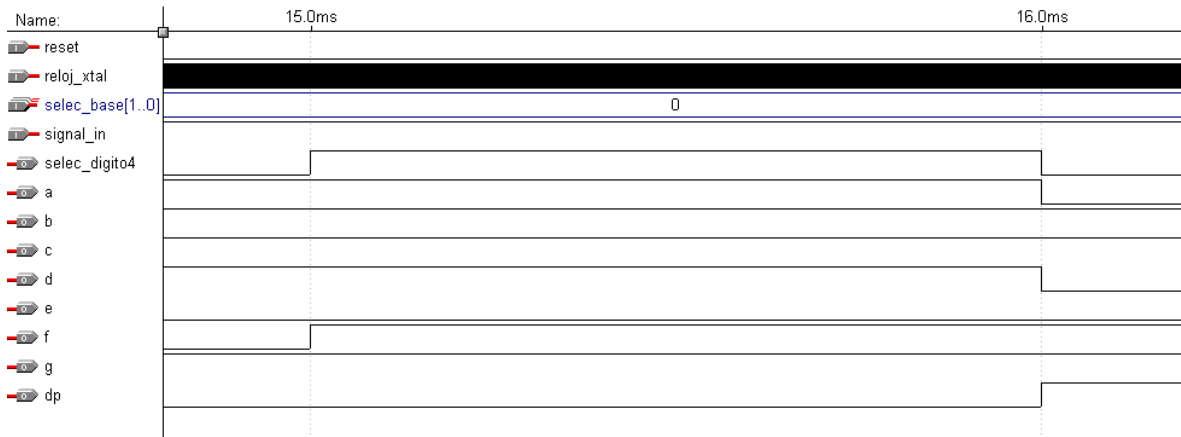 Name: 15.0ms 16.0ms
reset
reloj_xtal
selec_base[1..0] 0
signal_in
selec_digito4
a
b
c
d
e
f
g
dp